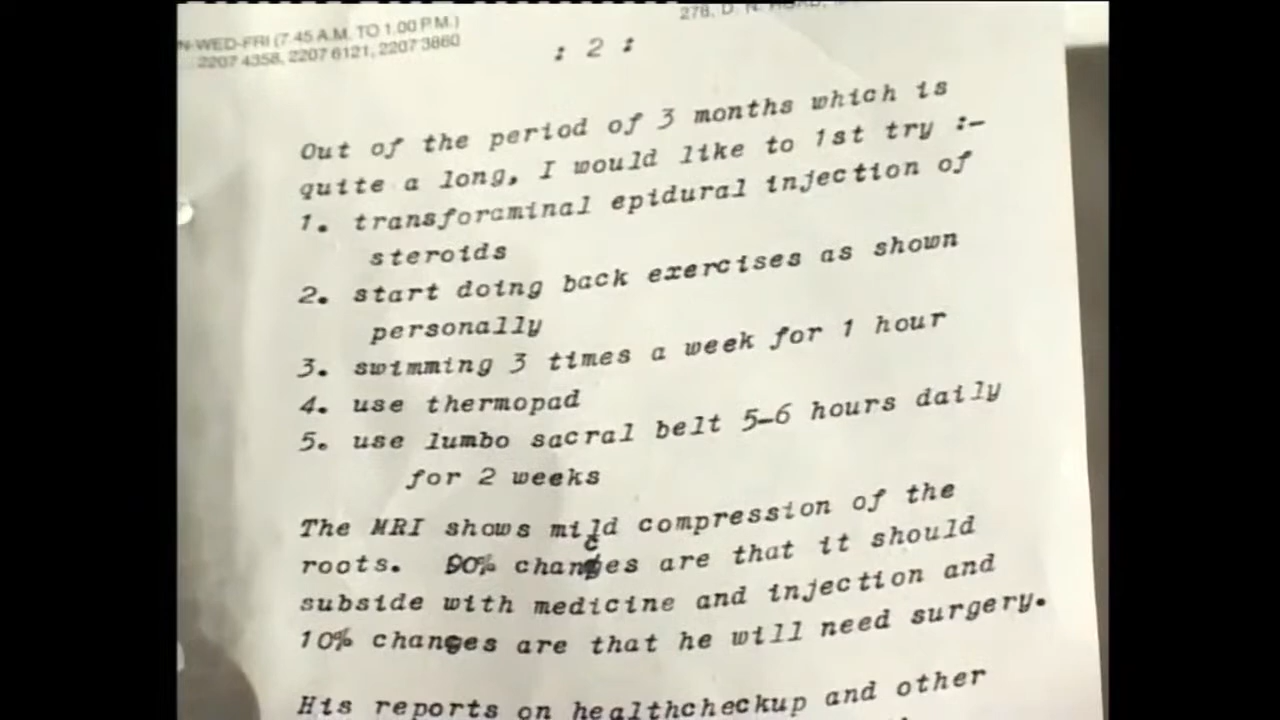 N-WED-FRI (7.45 A.M. TO 1.00 P.M.)
2207 4358, 2207 6121, 2207 3860
278, D. N. ROAD,
: 2 :
Out of the period of 3 months which is
quite a long, I would like to 1st try :-
1. transforaminal epidural injection of
steroids
2. start doing back exercises as shown
personally
3. swimming 3 times a week for 1 hour
4. use thermopad
5. use lumbo sacral belt 5-6 hours daily
for 2 weeks
The MRI shows mild compression of the
roots. 90% chances are that it should
subside with medicine and injection and
10% chances are that he will need surgery.
His reports on healthcheckup and other